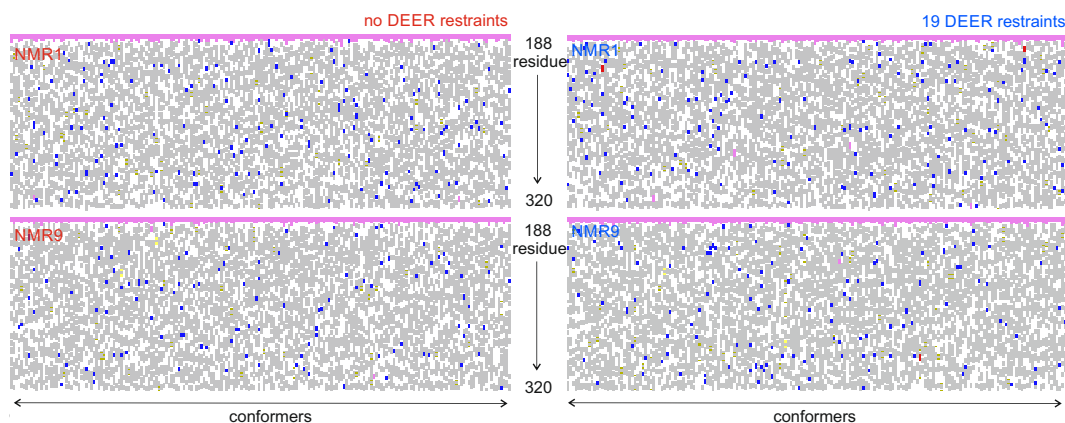 no DEER restraints
19 DEER restraints
NMR1
188
residue
320
NMR1
NMR9
188
residue
320
NMR9
conformers
conformers